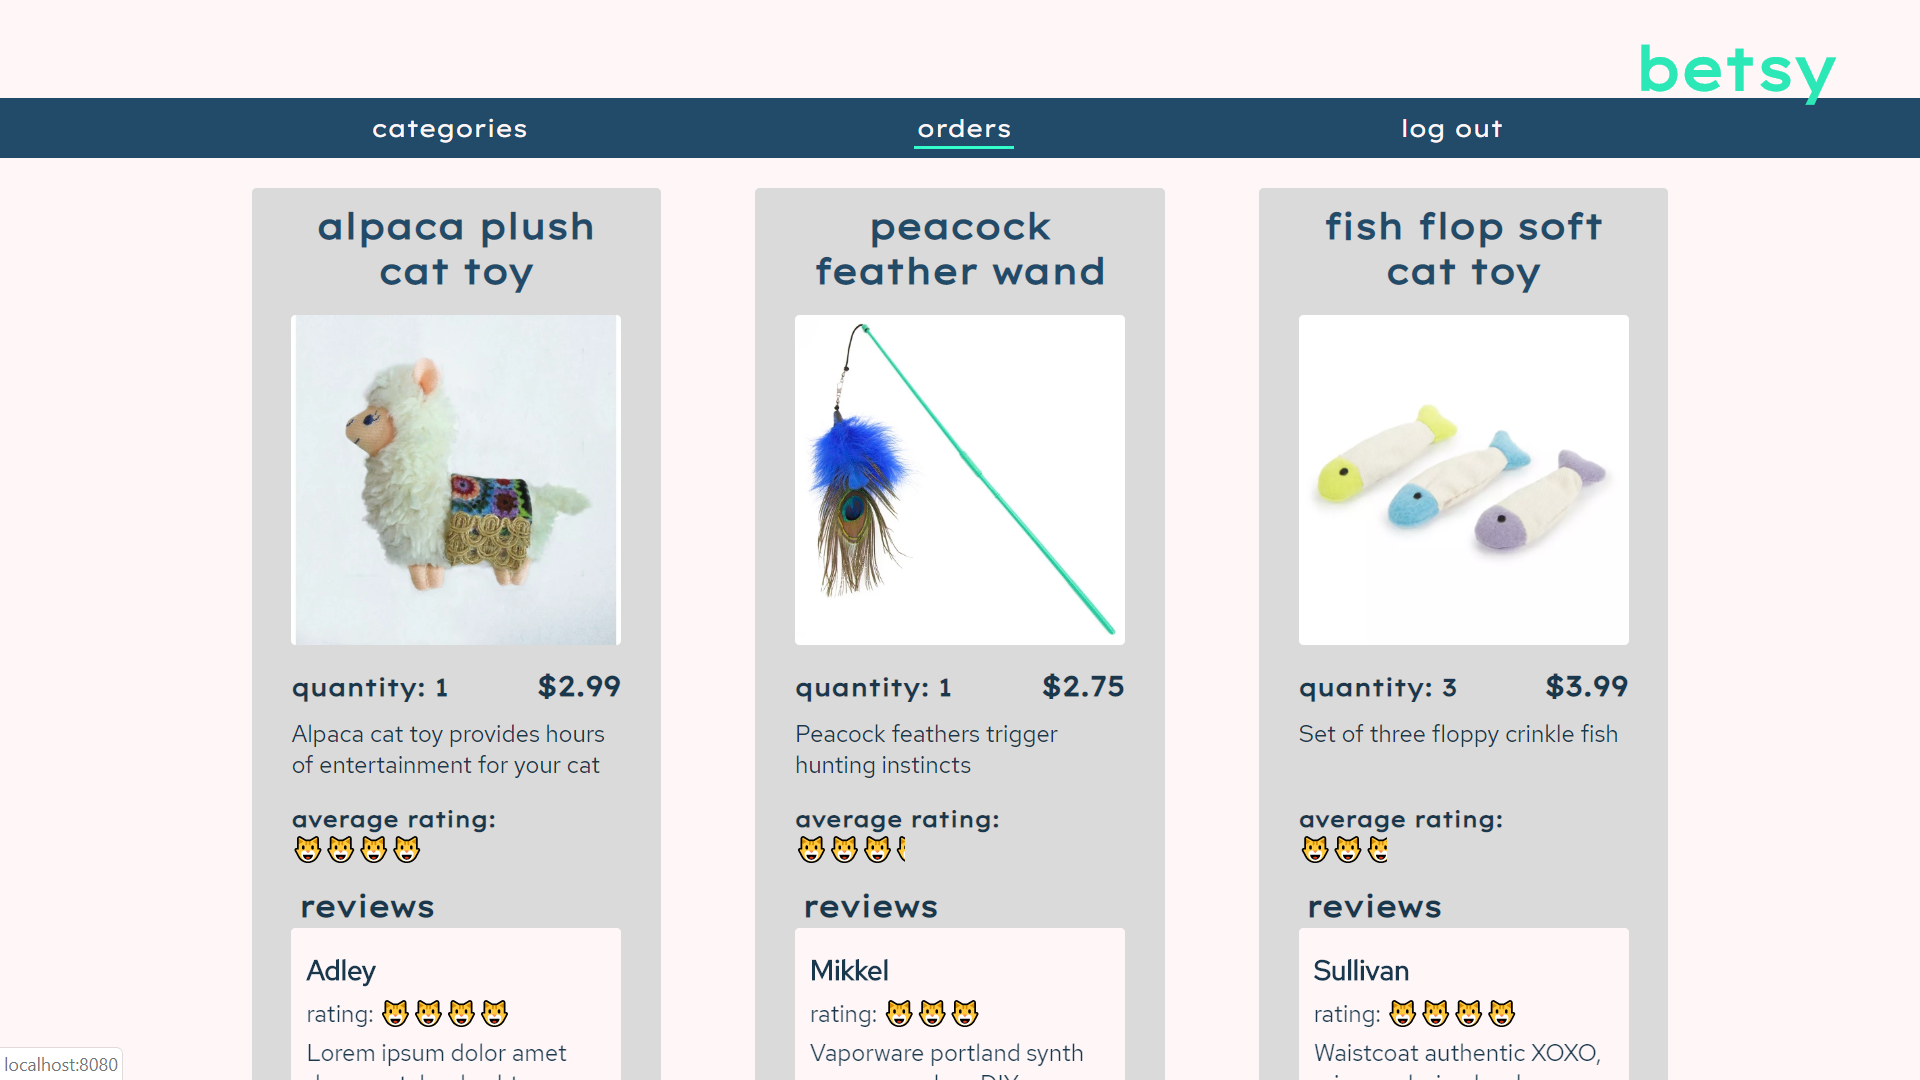 betsy
categories
orders
log out
alpaca plush
cat toy
quantity: 1 $2.99
Alpaca cat toy provides hours
of entertainment for your cat
average rating:
reviews
Adley
rating:
Lorem ipsum dolor amet
peacock
feather wand
quantity: 1 $2.75
Peacock feathers trigger
hunting instincts
average rating:
reviews
Mikkel
rating:
Vaporware portland synth
fish flop soft
cat toy
quantity: 3 $3.99
Set of three floppy crinkle fish
average rating:
reviews
Sullivan
rating:
Waistcoat authentic XOXO,
localhost:8080